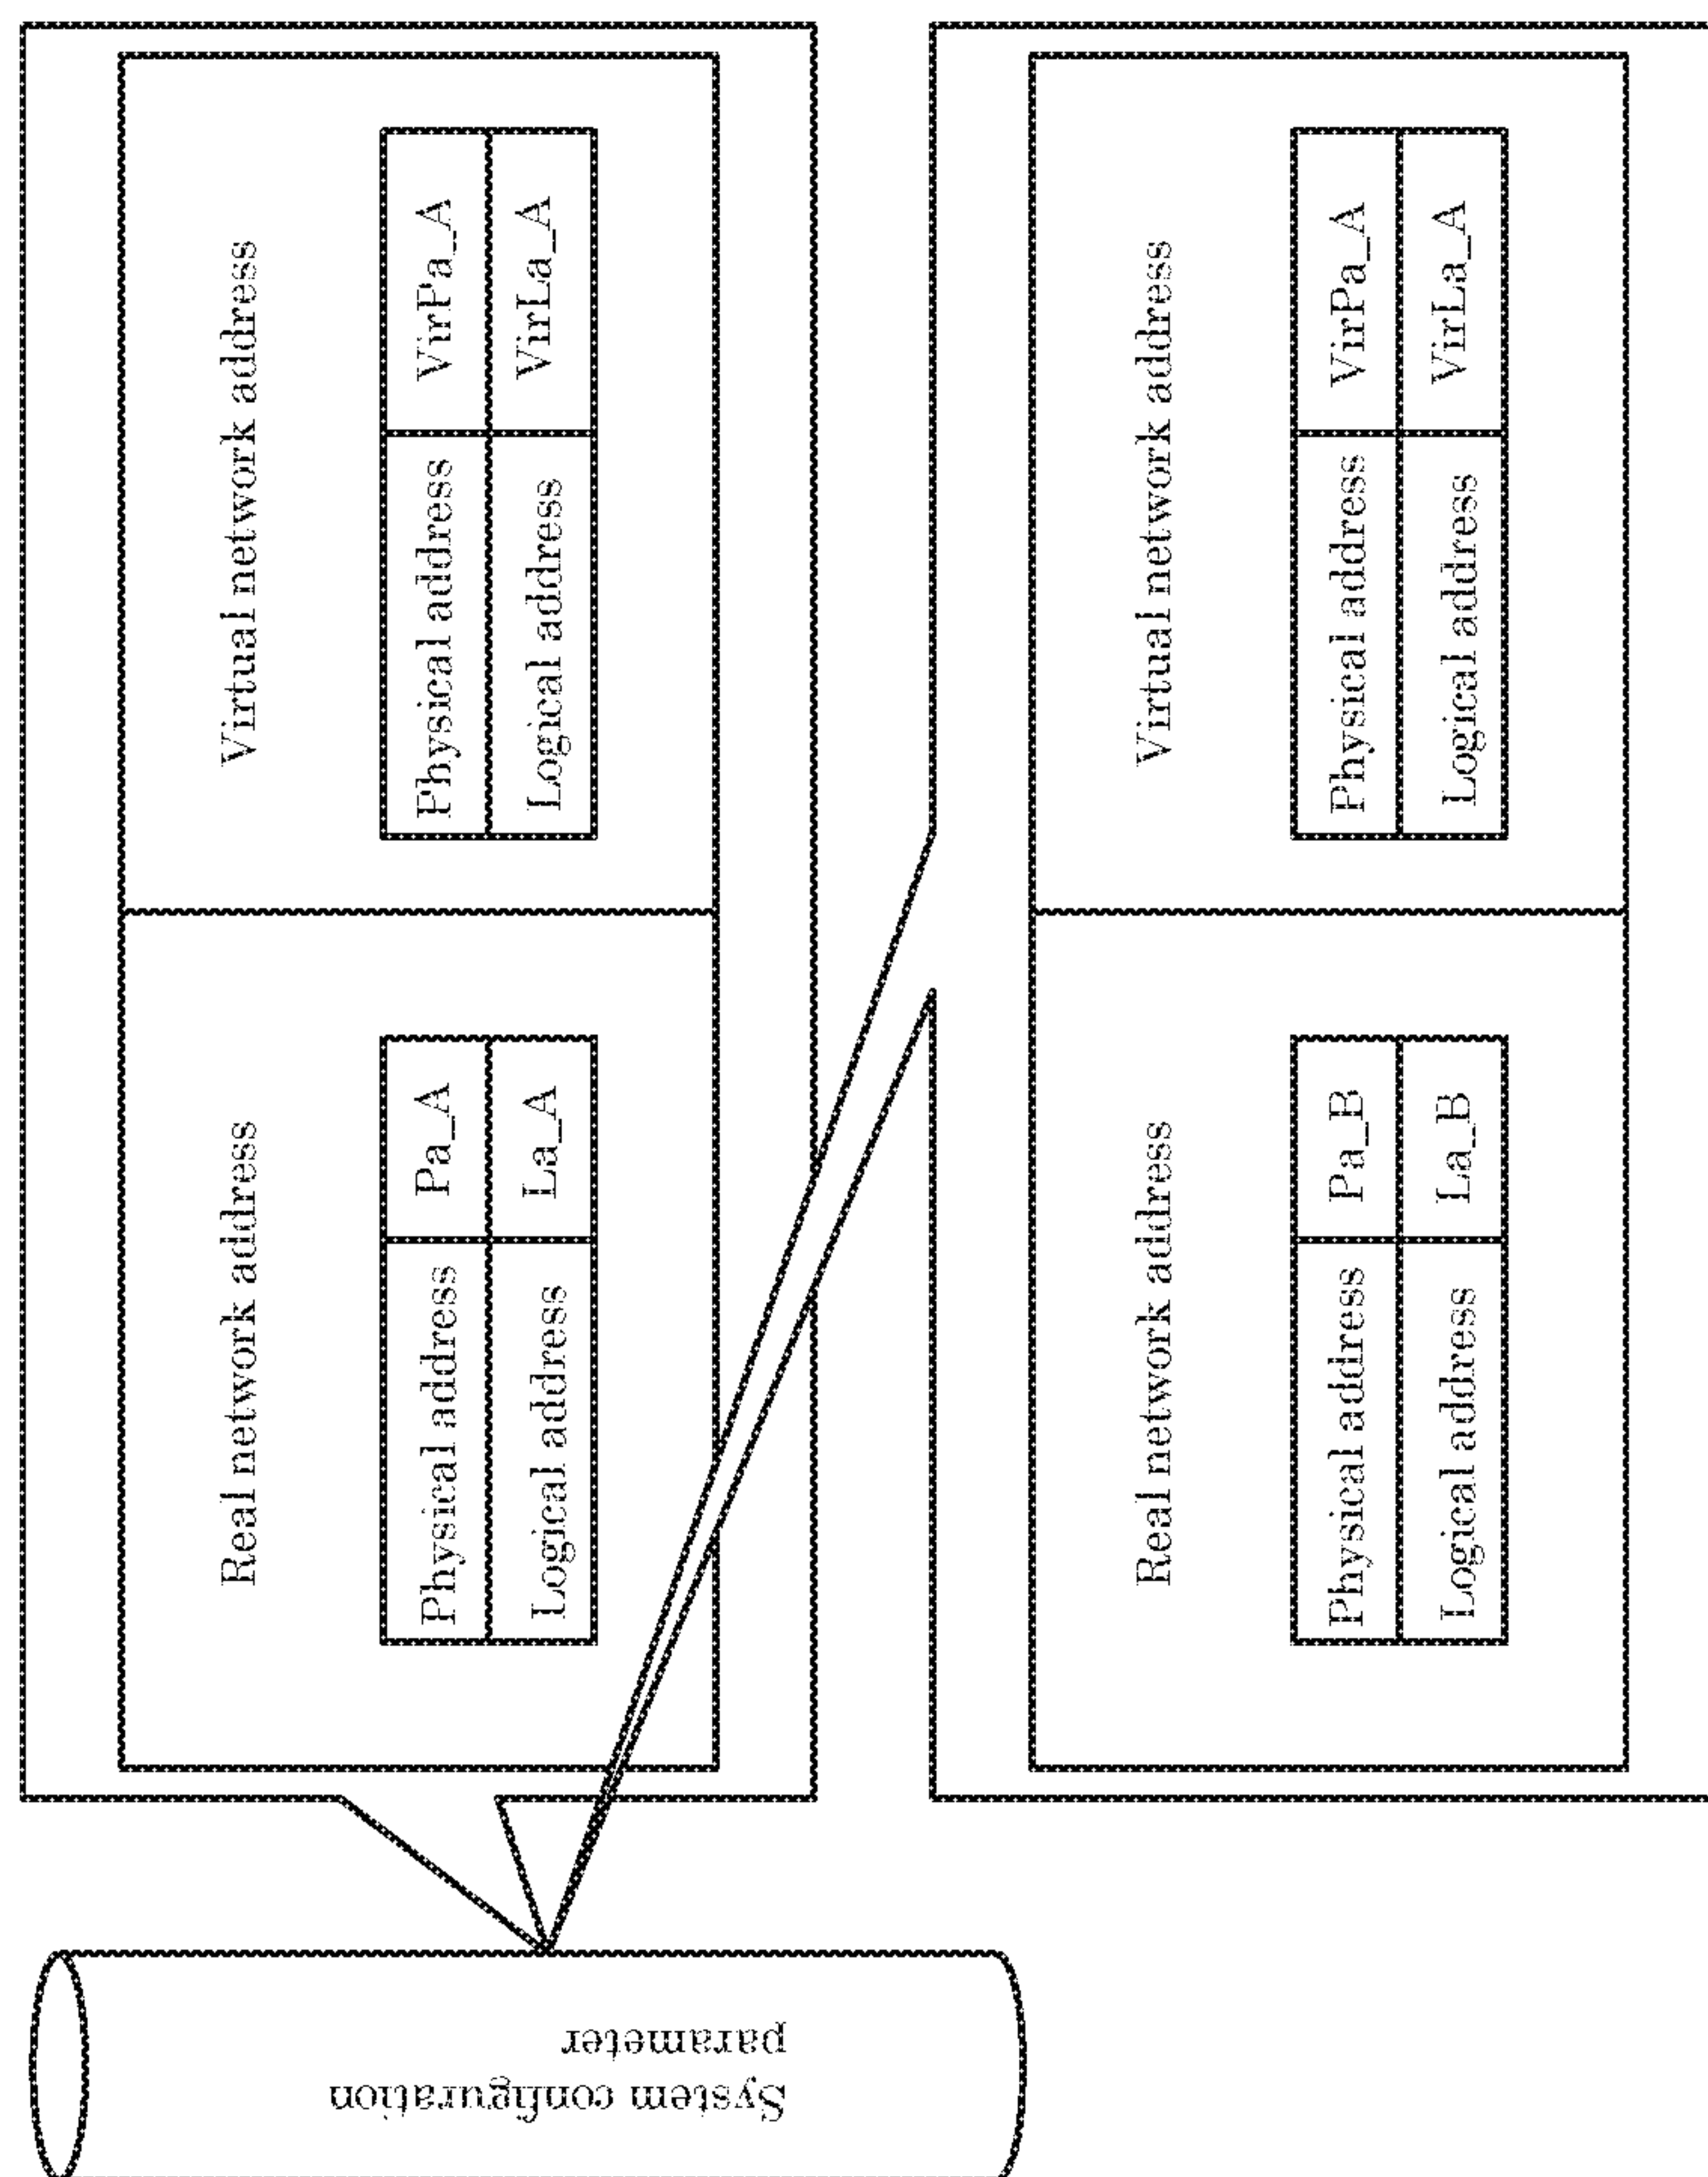 Real network address
Physical address Pa_A
Logical address La_A
Virtual network address
Physical address VirPa_A
Logical address VirLa_A
Real network address
Physical address Pa_B
Logical address La_B
Virtual network address
Physical address VirPa_A
Logical address VirLa_A
System configuration
parameter